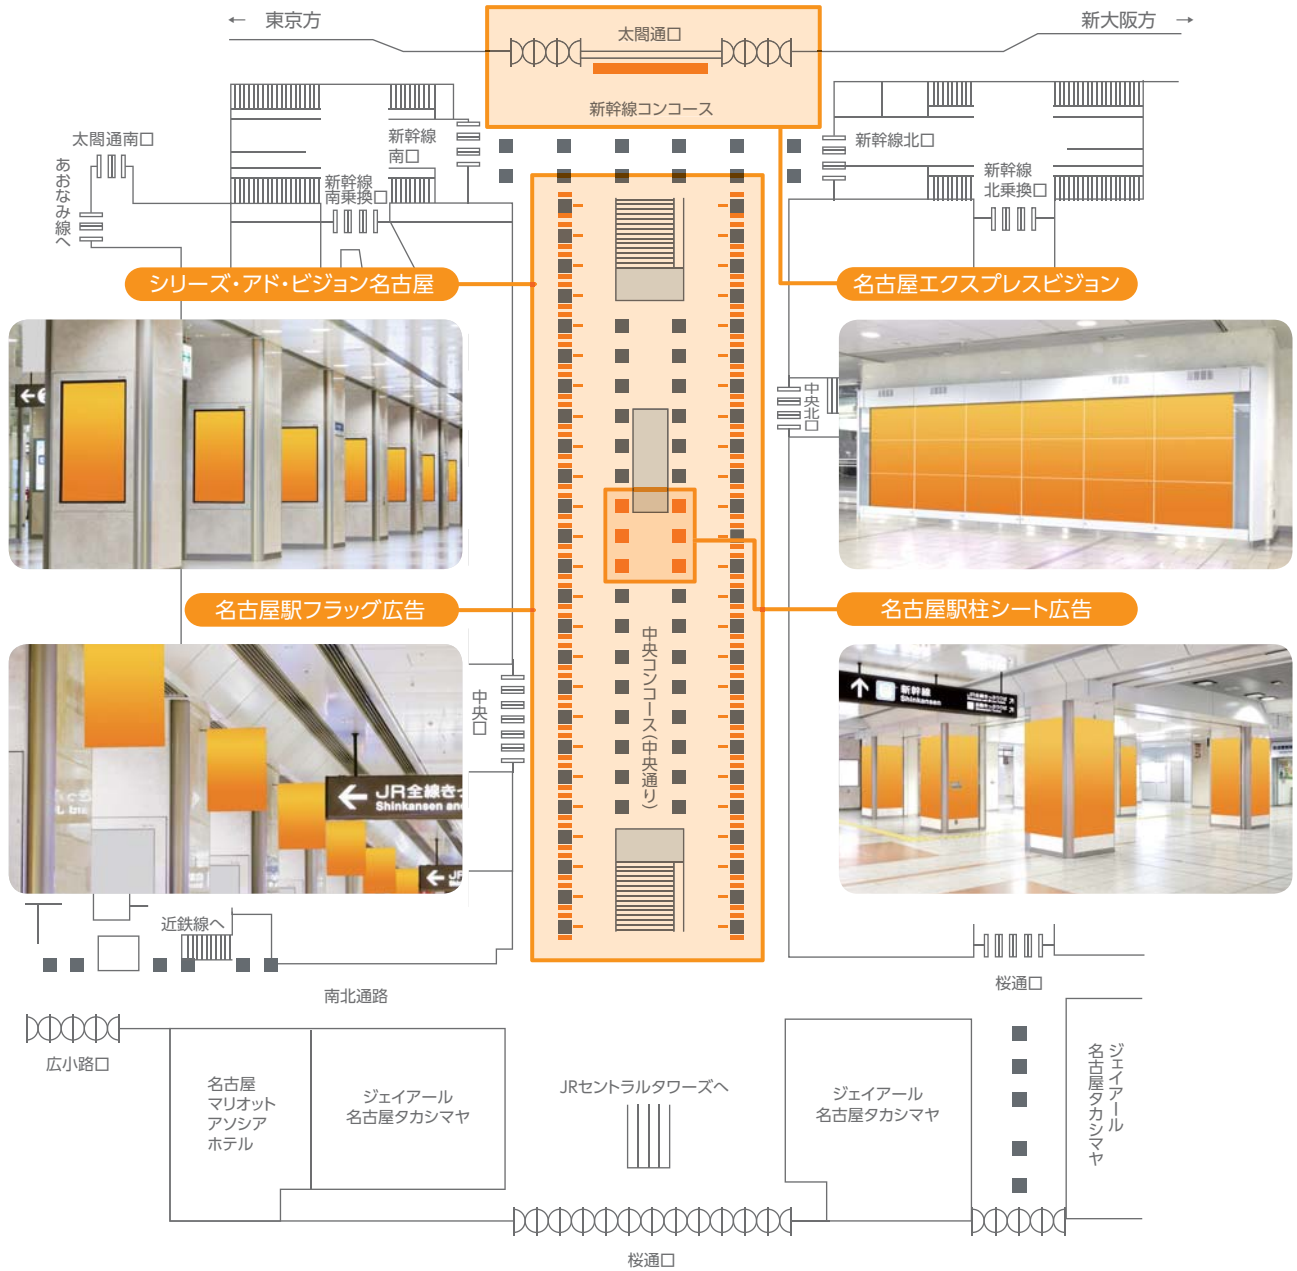 ← 東京方
新大阪方 →
太閤通口
新幹線コンコース
太閤通南口
あおなみ線へ
新幹線
南口
新幹線
南乗換口
新幹線北口
新幹線
北乗換口
シリーズ・アド・ビジョン名古屋
名古屋エクスプレスビジョン
中央北口
名古屋駅フラッグ広告
名古屋駅柱シート広告
中央コンコース(中央通り)
中央口
新幹線
Shinkansen
JR全線きっ
Shinkansen an
JR
近鉄線へ
南北通路
桜通口
広小路口
名古屋
マリオット
アソシア
ホテル
ジェイアール
名古屋タカシマヤ
JRセントラルタワーズへ
ジェイアール
名古屋タカシマヤ
ジェイアール
名古屋タカシマヤ
桜通口